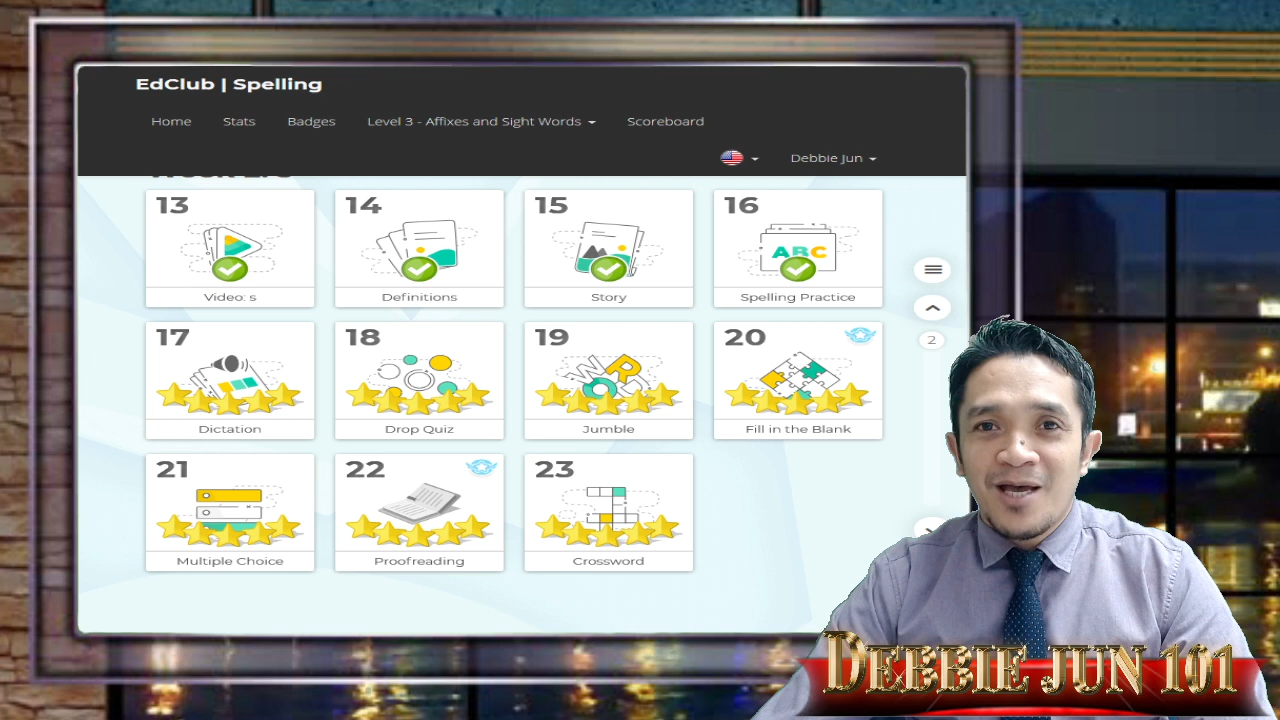 EdClub | Spelling
Home Stats Badges Level 3 - Affixes and Sight Words Scoreboard
Debbie Jun
13 14 15 16
ABC
Video: s Definitions Story Spelling Practice
17 18 19 20
Dictation Drop Quiz Jumble Fill in the Blank
21 22 23
Multiple Choice Proofreading Crossword
2
DEBBIE JUN 101